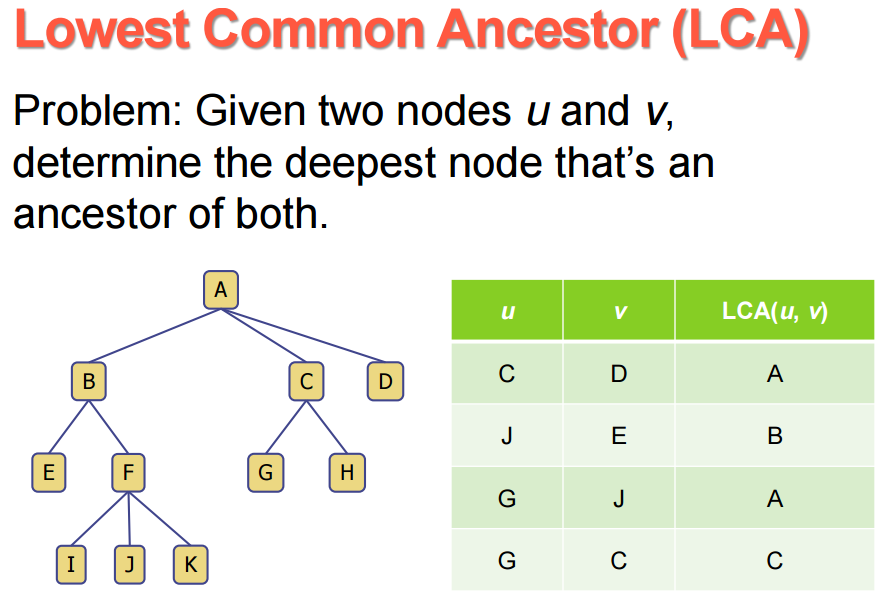 Lowest Common Ancestor (LCA)
Problem: Given two nodes u and v,
determine the deepest node that’s an
ancestor of both.
A
B C D
E F G H
I J K
u v LCA(u, v)
C D A
J E B
G J A
G C C